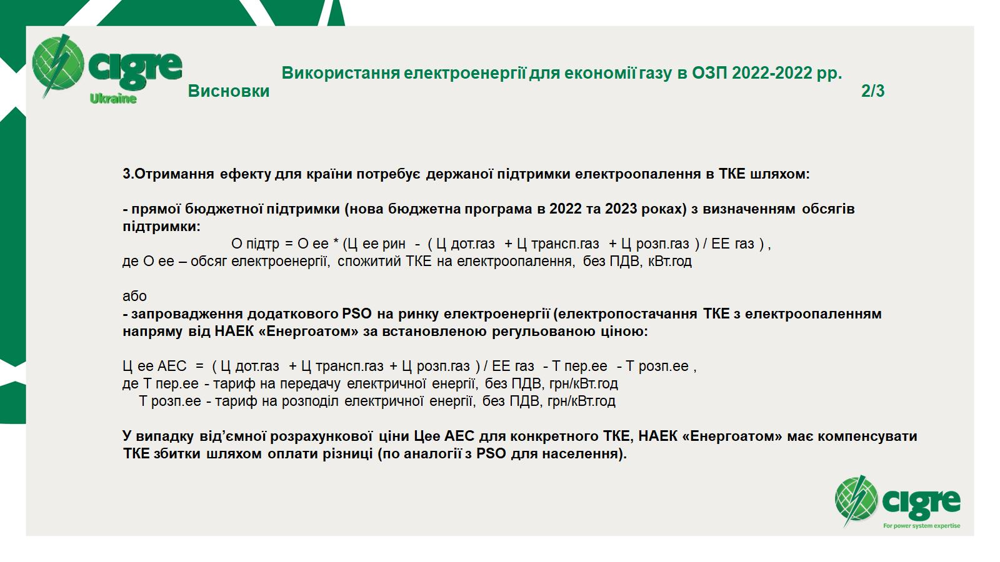 cigre
Ukraine
Використання електроенергії для економії газу в ОЗП 2022-2022 рр.
Висновки 2/3
3.Отримання ефекту для країни потребує держаної підтримки електроопалення в ТКЕ шляхом:
- прямої бюджетної підтримки (нова бюджетна програма в 2022 та 2023 роках) з визначенням обсягів
підтримки:
О підтр = О ее * (Ц ее рин - ( Ц дот.газ + Ц трансп.газ + Ц розп.газ ) / ЕЕ газ ) ,
де О ее – обсяг електроенергії, спожитий ТКЕ на електроопалення, без ПДВ, кВт.год
або
- запровадження додаткового PSO на ринку електроенергії (електропостачання ТКЕ з електроопаленням
напряму від НАЕК «Енергоатом» за встановленою регульованою ціною:
Ц ее АЕС = ( Ц дот.газ + Ц трансп.газ + Ц розп.газ ) / ЕЕ газ - Т пер.ее - Т розп.ее ,
де Т пер.ее - тариф на передачу електричної енергії, без ПДВ, грн/кВт.год
Т розп.ее - тариф на розподіл електричної енергії, без ПДВ, грн/кВт.год
У випадку від’ємної розрахункової ціни Цее АЕС для конкретного ТКЕ, НАЕК «Енергоатом» має компенсувати
ТКЕ збитки шляхом оплати різниці (по аналогії з PSO для населення).
cigre
For power system expertise